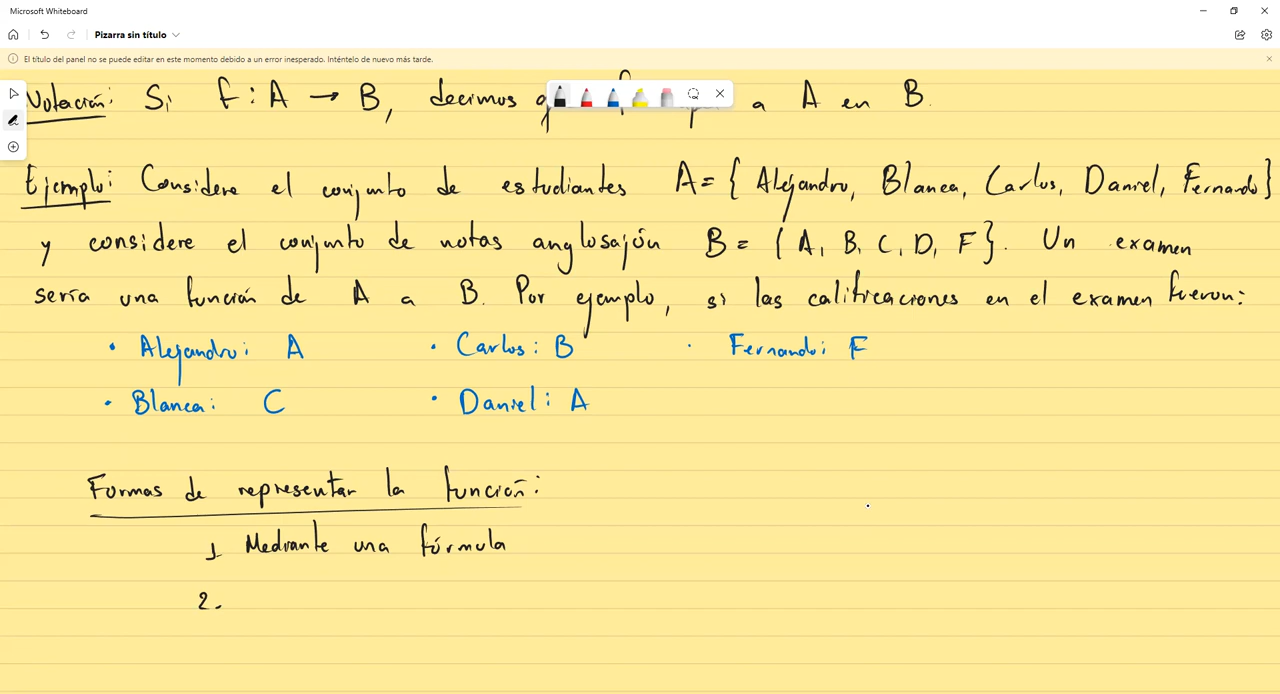 Microsoft Whiteboard
Pizarra sin título
El título del panel no se puede editar en este momento debido a un error inesperado. Inténtelo de nuevo más tarde.
Notación: Si f: A → B, decimos a A en B.
Ejemplo: Considere el conjunto de estudiantes A = { Alejandro, Blanca, Carlos, Daniel, Fernando}
y considere el conjunto de notas anglosajón B = { A, B, C, D, F }. Un examen
sería una función de A a B. Por ejemplo, si las calificaciones en el examen fueron:
• Alejandro: A • Carlos: B • Fernando: F
• Blanca: C • Daniel: A
Formas de representar la función:
1 Mediante una fórmula
2.